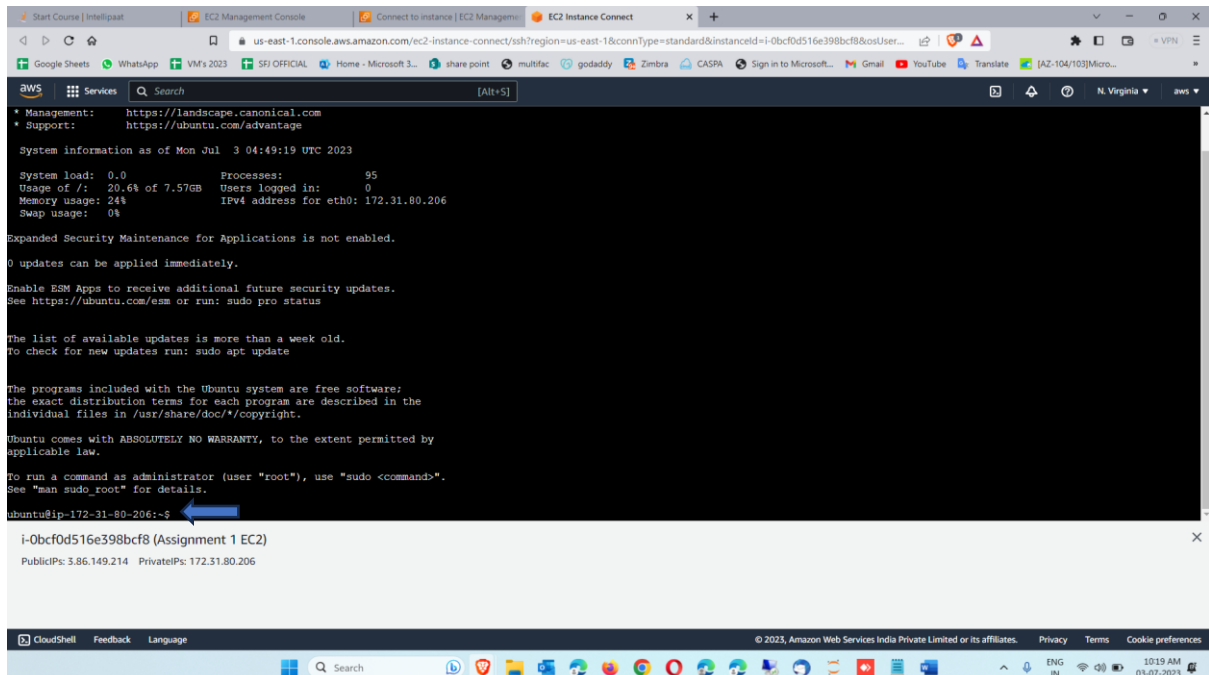 Start Course | Intellipaat
EC2 Management Console
Connect to instance | EC2 Manageme
EC2 Instance Connect
us-east-1.console.aws.amazon.com/ec2-instance-connect/ssh?region=us-east-1&connType=standard&instanceId=i-0bcf0d516e398bcf8&osUser...
VPN
Google Sheets WhatsApp VM's 2023 SFJ OFFICIAL Home - Microsoft 3... share point multifac godaddy Zimbra CASPA Sign in to Microsoft... Gmail YouTube Translate [AZ-104/103]Micro... »
aws Services Search [Alt+S] N. Virginia aws
* Management: https://landscape.canonical.com
* Support: https://ubuntu.com/advantage
System information as of Mon Jul 3 04:49:19 UTC 2023
System load: 0.0 Processes: 95
Usage of /: 20.6% of 7.57GB Users logged in: 0
Memory usage: 24% IPv4 address for eth0: 172.31.80.206
Swap usage: 0%
Expanded Security Maintenance for Applications is not enabled.
0 updates can be applied immediately.
Enable ESM Apps to receive additional future security updates.
See https://ubuntu.com/esm or run: sudo pro status
The list of available updates is more than a week old.
To check for new updates run: sudo apt update
The programs included with the Ubuntu system are free software;
the exact distribution terms for each program are described in the
individual files in /usr/share/doc/*/copyright.
Ubuntu comes with ABSOLUTELY NO WARRANTY, to the extent permitted by
applicable law.
To run a command as administrator (user "root"), use "sudo <command>".
See "man sudo_root" for details.
ubuntu@ip-172-31-80-206:~$
i-0bcf0d516e398bcf8 (Assignment 1 EC2)
PublicIPs: 3.86.149.214 PrivateIPs: 172.31.80.206
CloudShell Feedback Language © 2023, Amazon Web Services India Private Limited or its affiliates. Privacy Terms Cookie preferences
Search
ENG
IN
10:19 AM
03-07-2023